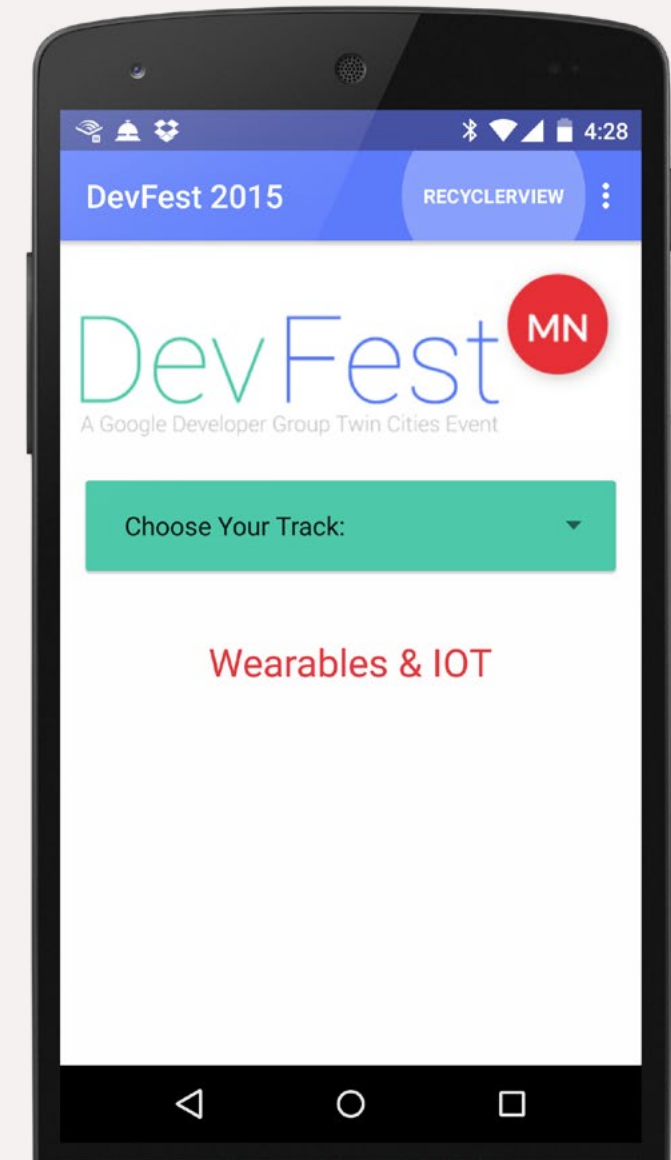 4:28
DevFest 2015 RECYCLERVIEW
DevFest MN
A Google Developer Group Twin Cities Event
Choose Your Track:
Wearables & IOT